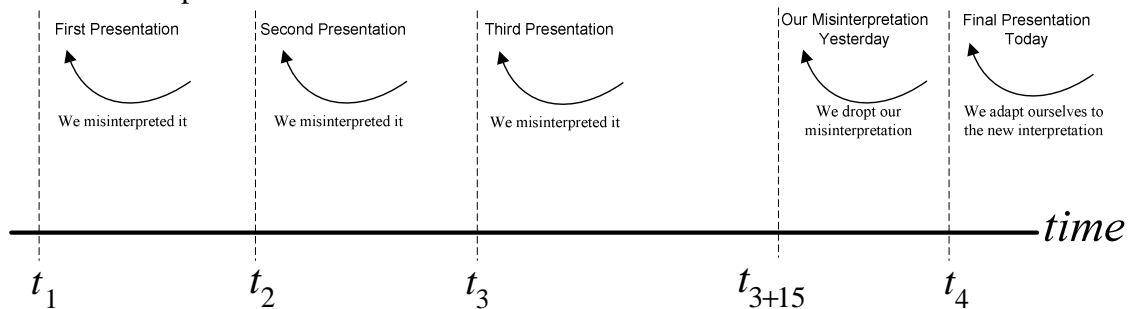 First Presentation
Second Presentation
Third Presentation
Our Misinterpretation
Yesterday
Final Presentation
Today
We misinterpreted it
We misinterpreted it
We misinterpreted it
We dropt our
misinterpretation
We adapt ourselves to
the new interpretation
time
t1
t2
t3
t3+15
t4